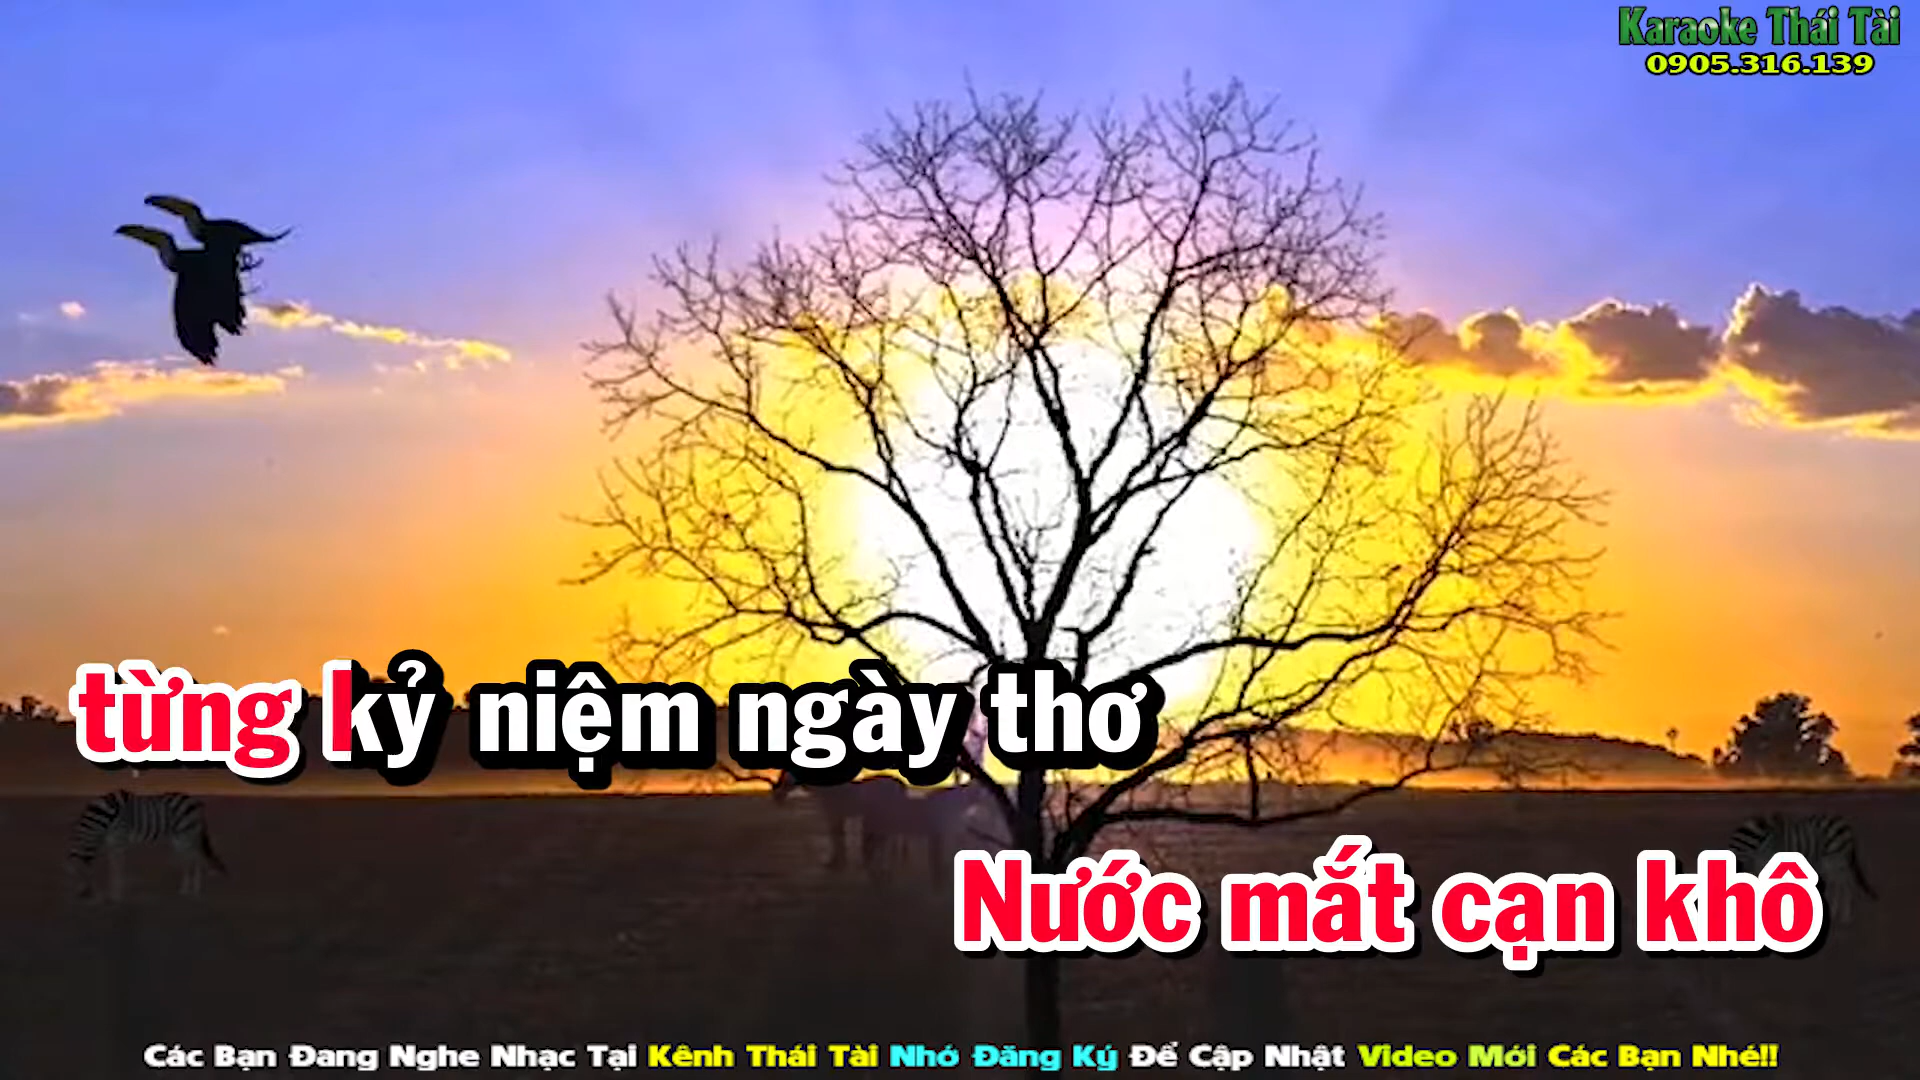 Karaoke Thái Tài
0905.316.139
từng kỷ niệm ngày thơ
Nước mắt cạn khô
Các Bạn Đang Nghe Nhạc Tại Kênh Thái Tài Nhớ Đăng Ký Để Cập Nhật Video Mới Các Bạn Nhé!!